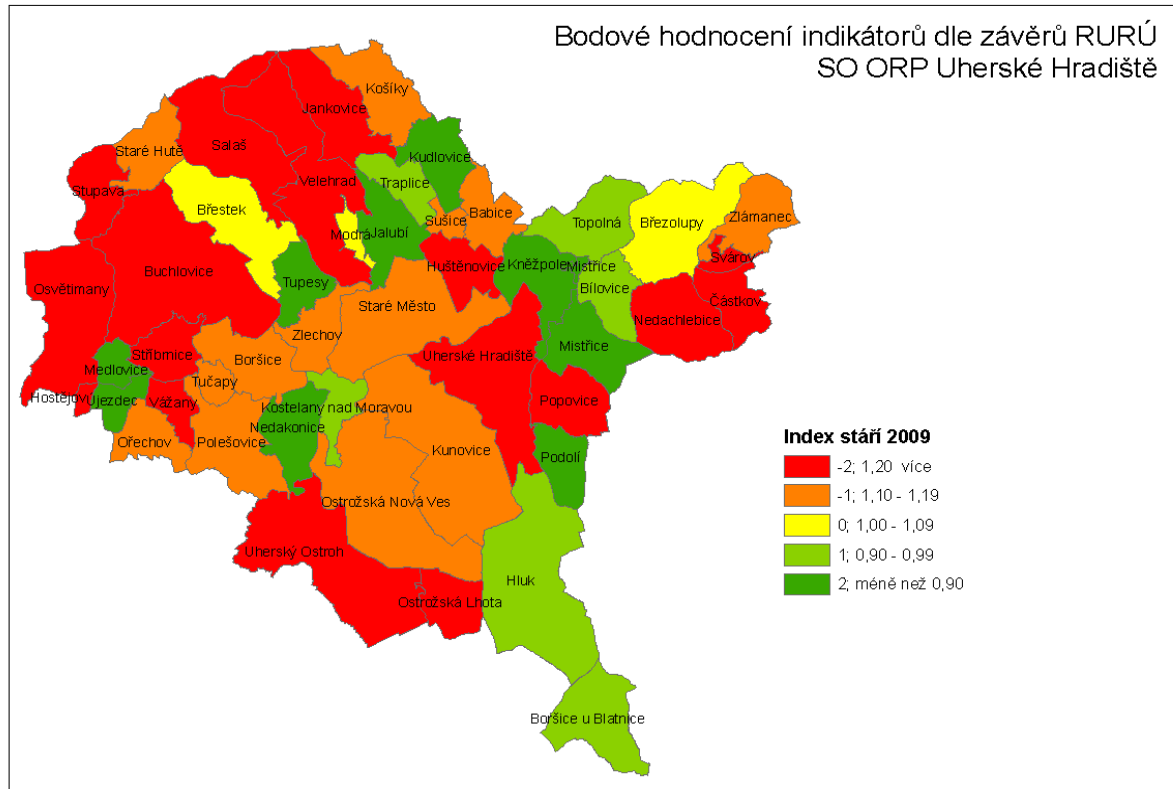 Bodové hodnocení indikátorů dle závěrů RURÚ
SO ORP Uherské Hradiště
Košíky
Jankovice
Staré Hutě
Salaš
Kudlovice
Stupava
Velehrad
Traplice
Břestek
Sušice
Babice
Topolná
Březolupy
Zlámanec
Modrá
Jalubí
Buchlovice
Huštěnovice
Kněžpole
Mistřice
Svárov
Osvětimany
Tupesy
Bílovice
Částkov
Staré Město
Nedachlebice
Zlechov
Stříbrnice
Boršice
Uherské Hradiště
Mistřice
Medlovice
Tučapy
Hostějov
Újezdec
Vážany
Kostelany nad Moravou
Popovice
Nedakonice
Ořechov
Polešovice
Kunovice
Podolí
Ostrožská Nová Ves
Uherský Ostroh
Hluk
Ostrožská Lhota
Boršice u Blatnice
Index stáří 2009
-2; 1,20 více
-1; 1,10 - 1,19
0; 1,00 - 1,09
1; 0,90 - 0,99
2; méně než 0,90